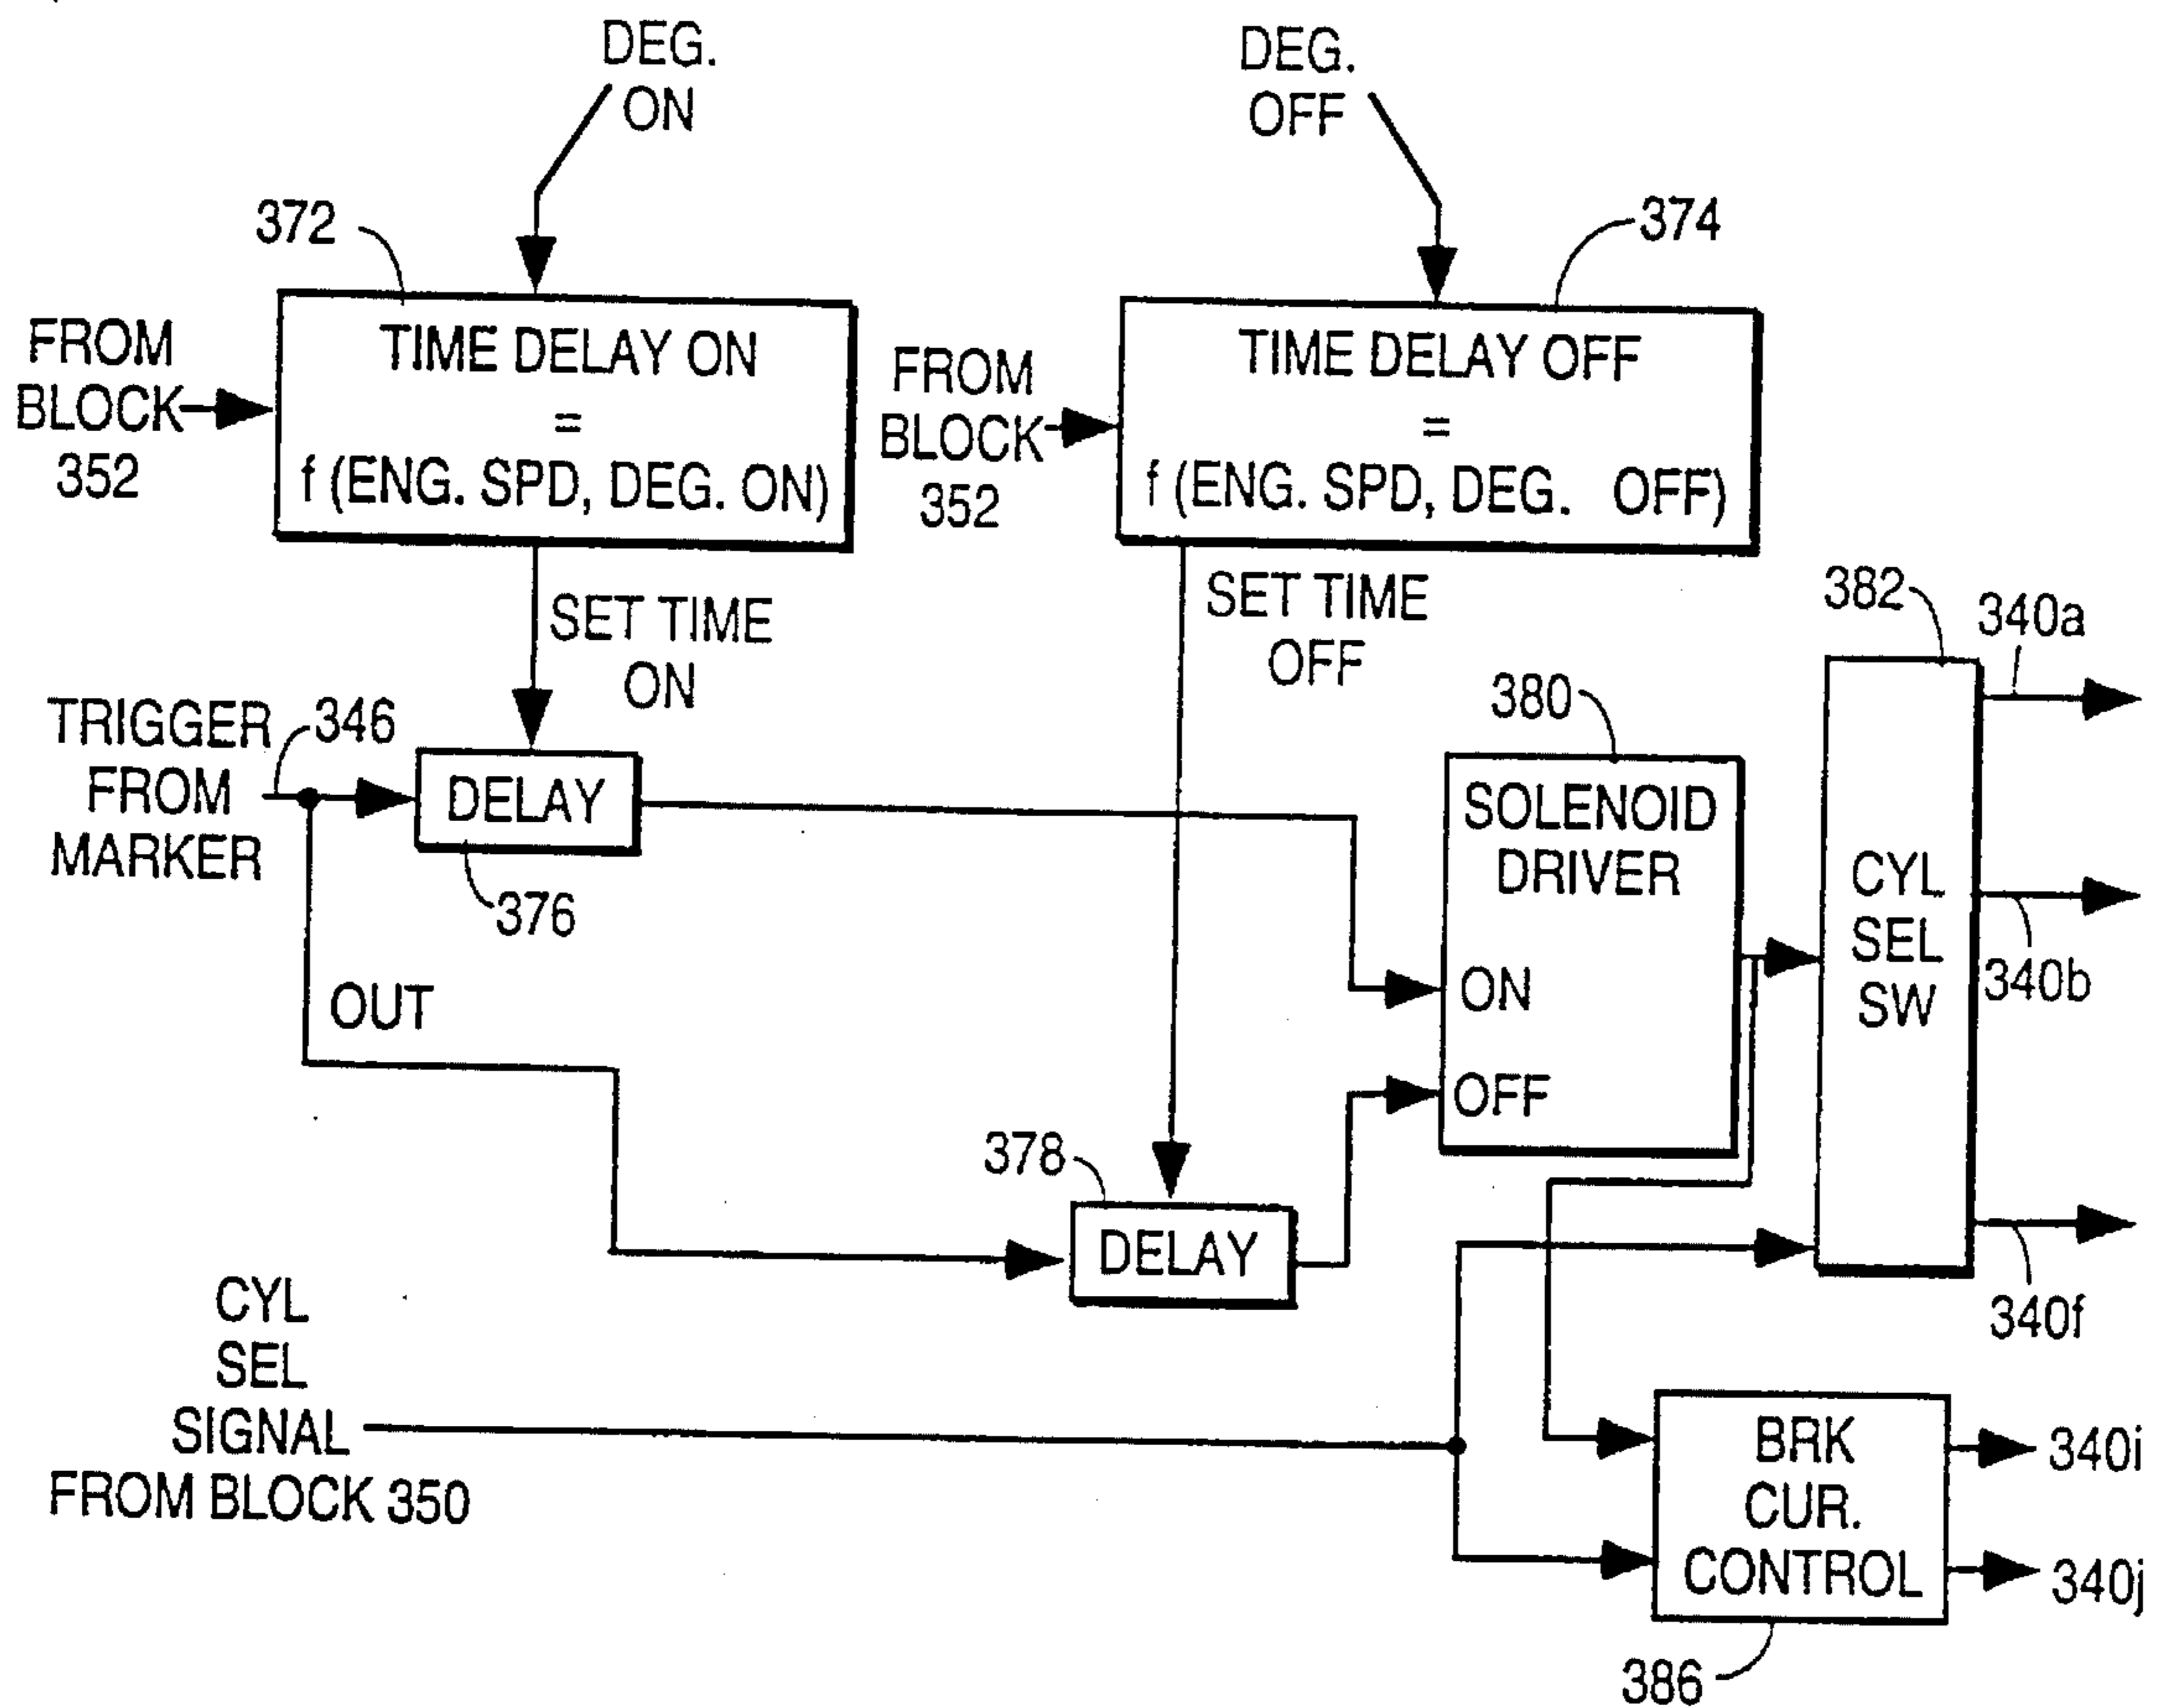 DEG.
ON
DEG.
OFF
372
374
FROM
BLOCK
352
TIME DELAY ON
=
f (ENG. SPD, DEG. ON)
FROM
BLOCK
352
TIME DELAY OFF
=
f (ENG. SPD, DEG. OFF)
SET TIME
ON
SET TIME
OFF
382
340a
380
TRIGGER
FROM
MARKER
346
DELAY
376
SOLENOID
DRIVER
ON
OFF
CYL
SEL
SW
340b
OUT
378
DELAY
340f
CYL
SEL
SIGNAL
FROM BLOCK 350
BRK
CUR.
CONTROL
340i
340j
386